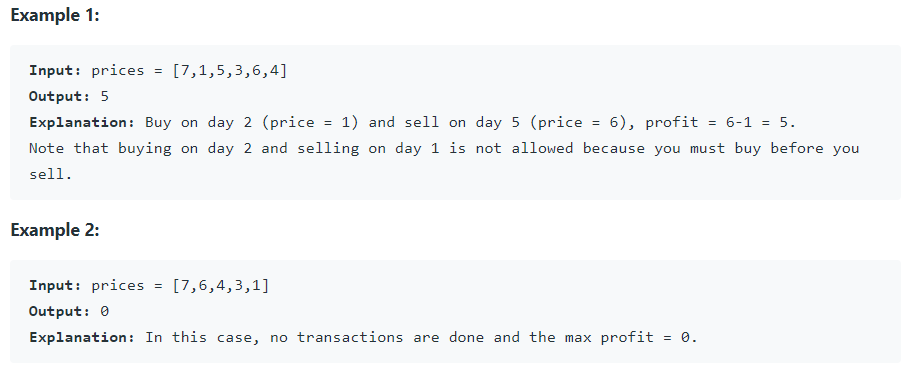 Example 1:
Input: prices = [7,1,5,3,6,4]
Output: 5
Explanation: Buy on day 2 (price = 1) and sell on day 5 (price = 6), profit = 6-1 = 5.
Note that buying on day 2 and selling on day 1 is not allowed because you must buy before you
sell.
Example 2:
Input: prices = [7,6,4,3,1]
Output: 0
Explanation: In this case, no transactions are done and the max profit = 0.